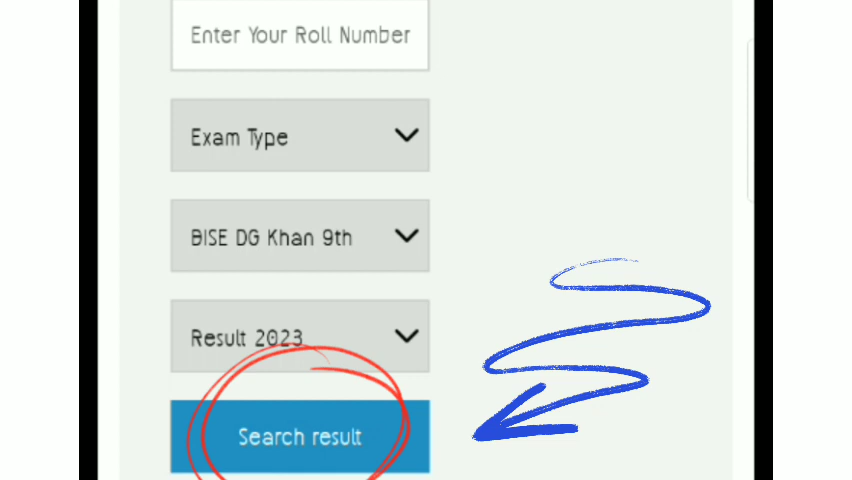 Enter Your Roll Number
Exam Type
BISE DG Khan 9th
Result 2023
Search result